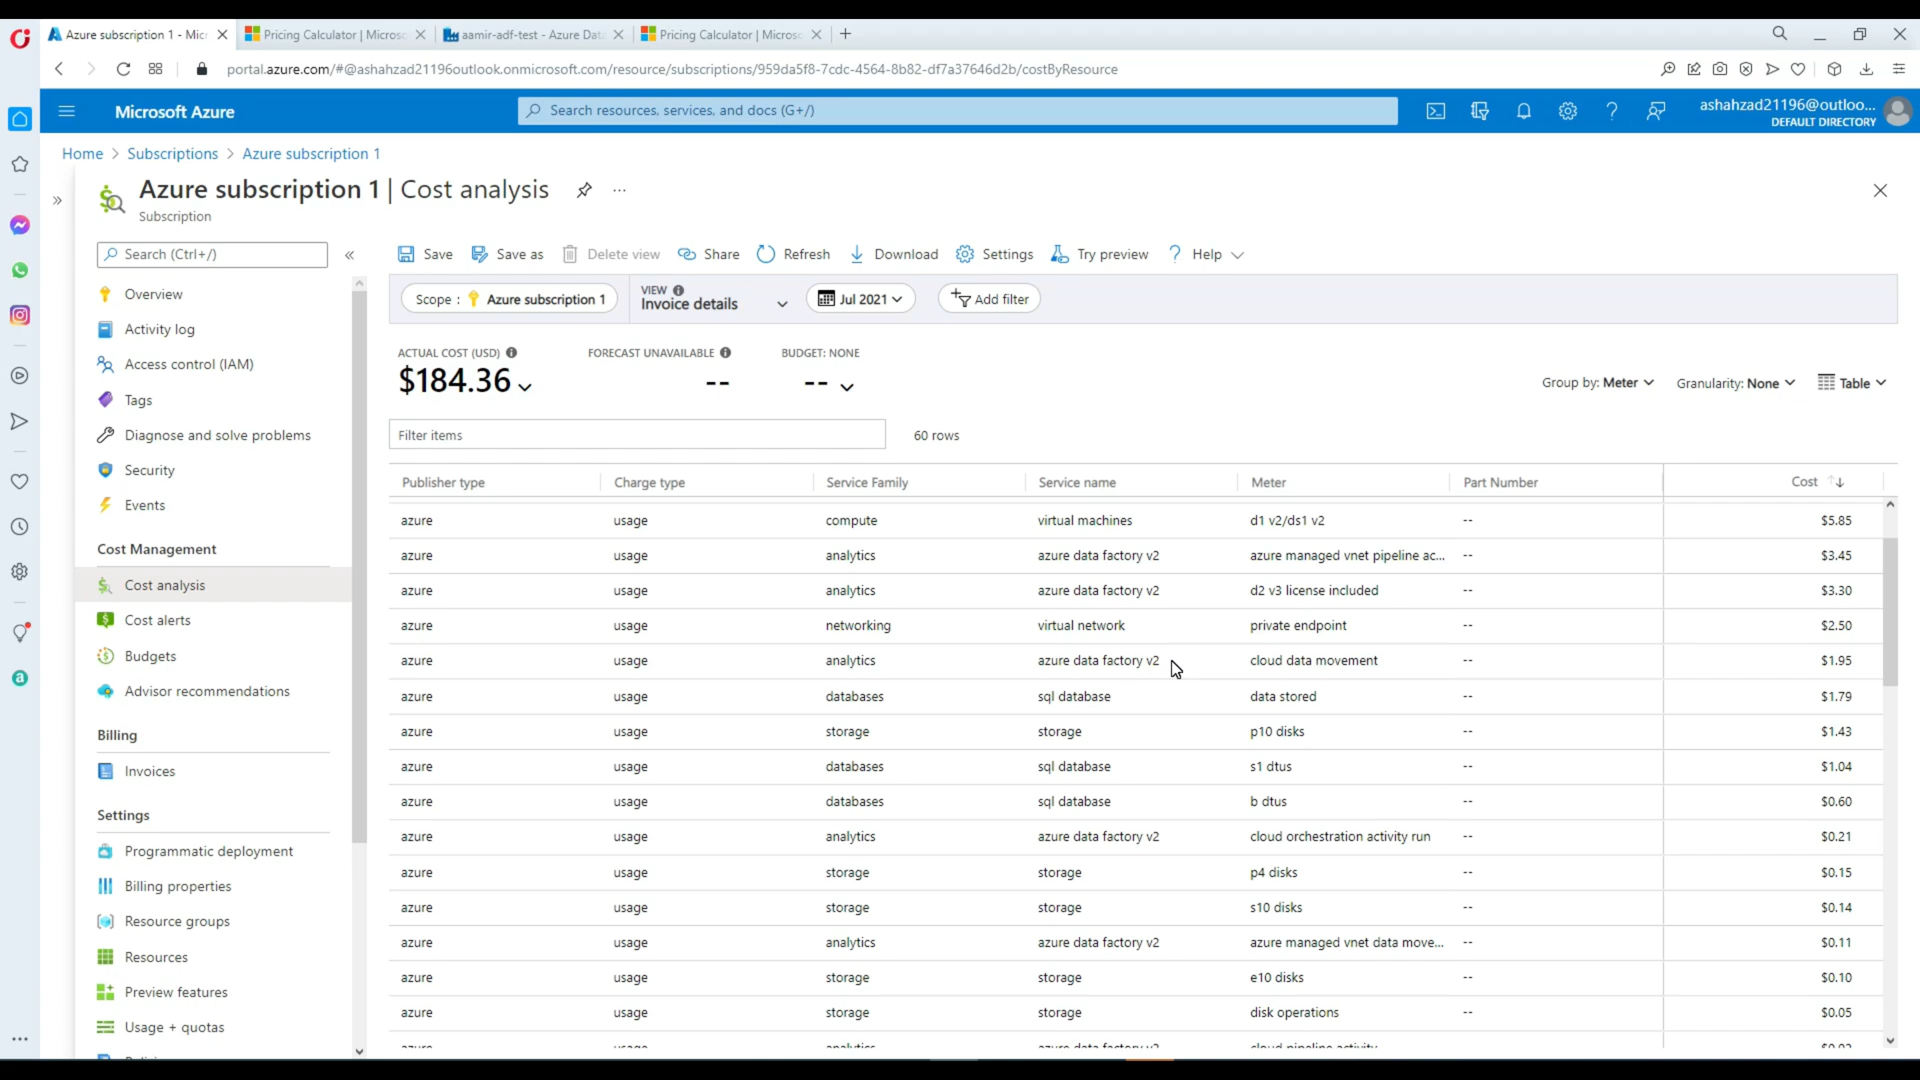 Azure subscription 1 - Micr
Pricing Calculator | Microso
aamir-adf-test - Azure Data
Pricing Calculator | Microso
portal.azure.com/#@ashahzad21196outlook.onmicrosoft.com/resource/subscriptions/959da5f8-7cdc-4564-8b82-df7a37646d2b/costByResource
Microsoft Azure
Search resources, services, and docs (G+/)
ashahzad21196@outloo...
DEFAULT DIRECTORY
Home > Subscriptions > Azure subscription 1
Azure subscription 1 | Cost analysis ...
Subscription
Search (Ctrl+/)
Overview
Activity log
Access control (IAM)
Tags
Diagnose and solve problems
Security
Events
Cost Management
Cost analysis
Cost alerts
Budgets
Advisor recommendations
Billing
Invoices
Settings
Programmatic deployment
Billing properties
Resource groups
Resources
Preview features
Usage + quotas
Save Save as Delete view Share Refresh Download Settings Try preview Help
Scope : Azure subscription 1
VIEW
Invoice details
Jul 2021
Add filter
ACTUAL COST (USD) FORECAST UNAVAILABLE BUDGET: NONE
$184.36 -- --
Group by: Meter Granularity: None Table
Filter items 60 rows
Publisher type Charge type Service Family Service name Meter Part Number Cost
azure usage compute virtual machines d1 v2/ds1 v2 -- $5.85
azure usage analytics azure data factory v2 azure managed vnet pipeline ac... -- $3.45
azure usage analytics azure data factory v2 d2 v3 license included -- $3.30
azure usage networking virtual network private endpoint -- $2.50
azure usage analytics azure data factory v2 cloud data movement -- $1.95
azure usage databases sql database data stored -- $1.79
azure usage storage storage p10 disks -- $1.43
azure usage databases sql database s1 dtus -- $1.04
azure usage databases sql database b dtus -- $0.60
azure usage analytics azure data factory v2 cloud orchestration activity run -- $0.21
azure usage storage storage p4 disks -- $0.15
azure usage storage storage s10 disks -- $0.14
azure usage analytics azure data factory v2 azure managed vnet data move... -- $0.11
azure usage storage storage e10 disks -- $0.10
azure usage storage storage disk operations -- $0.05
azure usage analytics azure data factory v2 cloud pipeline activity